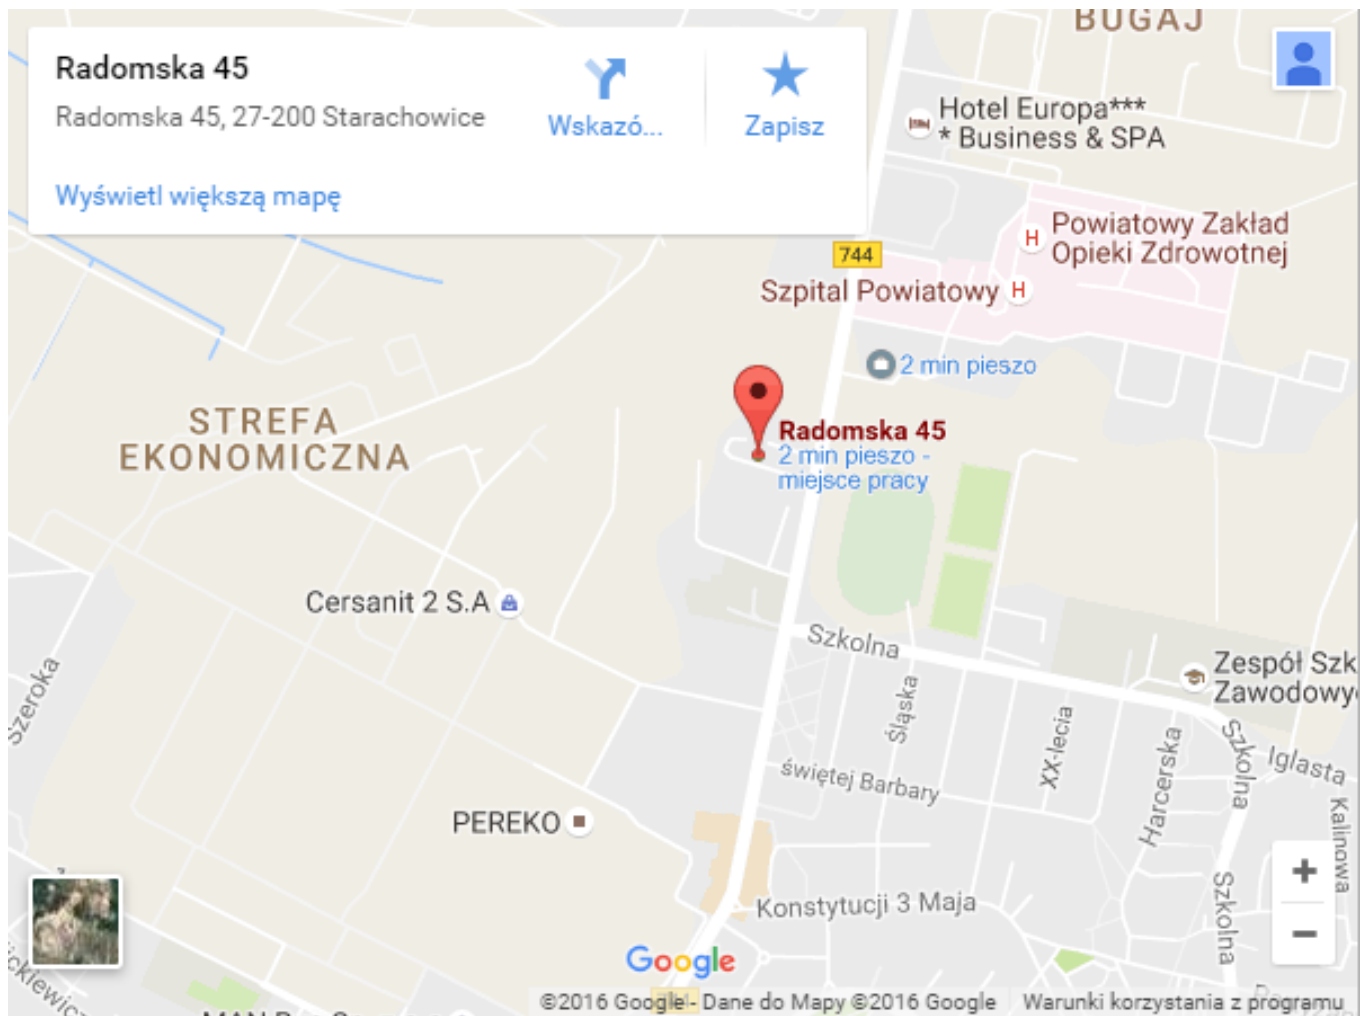 BUGAJ
Radomska 45
Radomska 45, 27-200 Starachowice
Wskazó...
Zapisz
Wyświetl większą mapę
Hotel Europa***
* Business & SPA
Powiatowy Zakład
Opieki Zdrowotnej
744
Szpital Powiatowy
H
H
2 min pieszo
STREFA
EKONOMICZNA
Radomska 45
2 min pieszo -
miejsce pracy
Cersanit 2 S.A
Szkolna
Zespół Szk
Zawodowy
Szeroka
Śląska
XX-lecia
Harcerska
Szkolna
Iglasta
świętej Barbary
Kalinowa
PEREKO
+
−
Konstytucji 3 Maja
Szkolna
Google
ickiewicz
©2016 Google - Dane do Mapy ©2016 Google
Warunki korzystania z programu